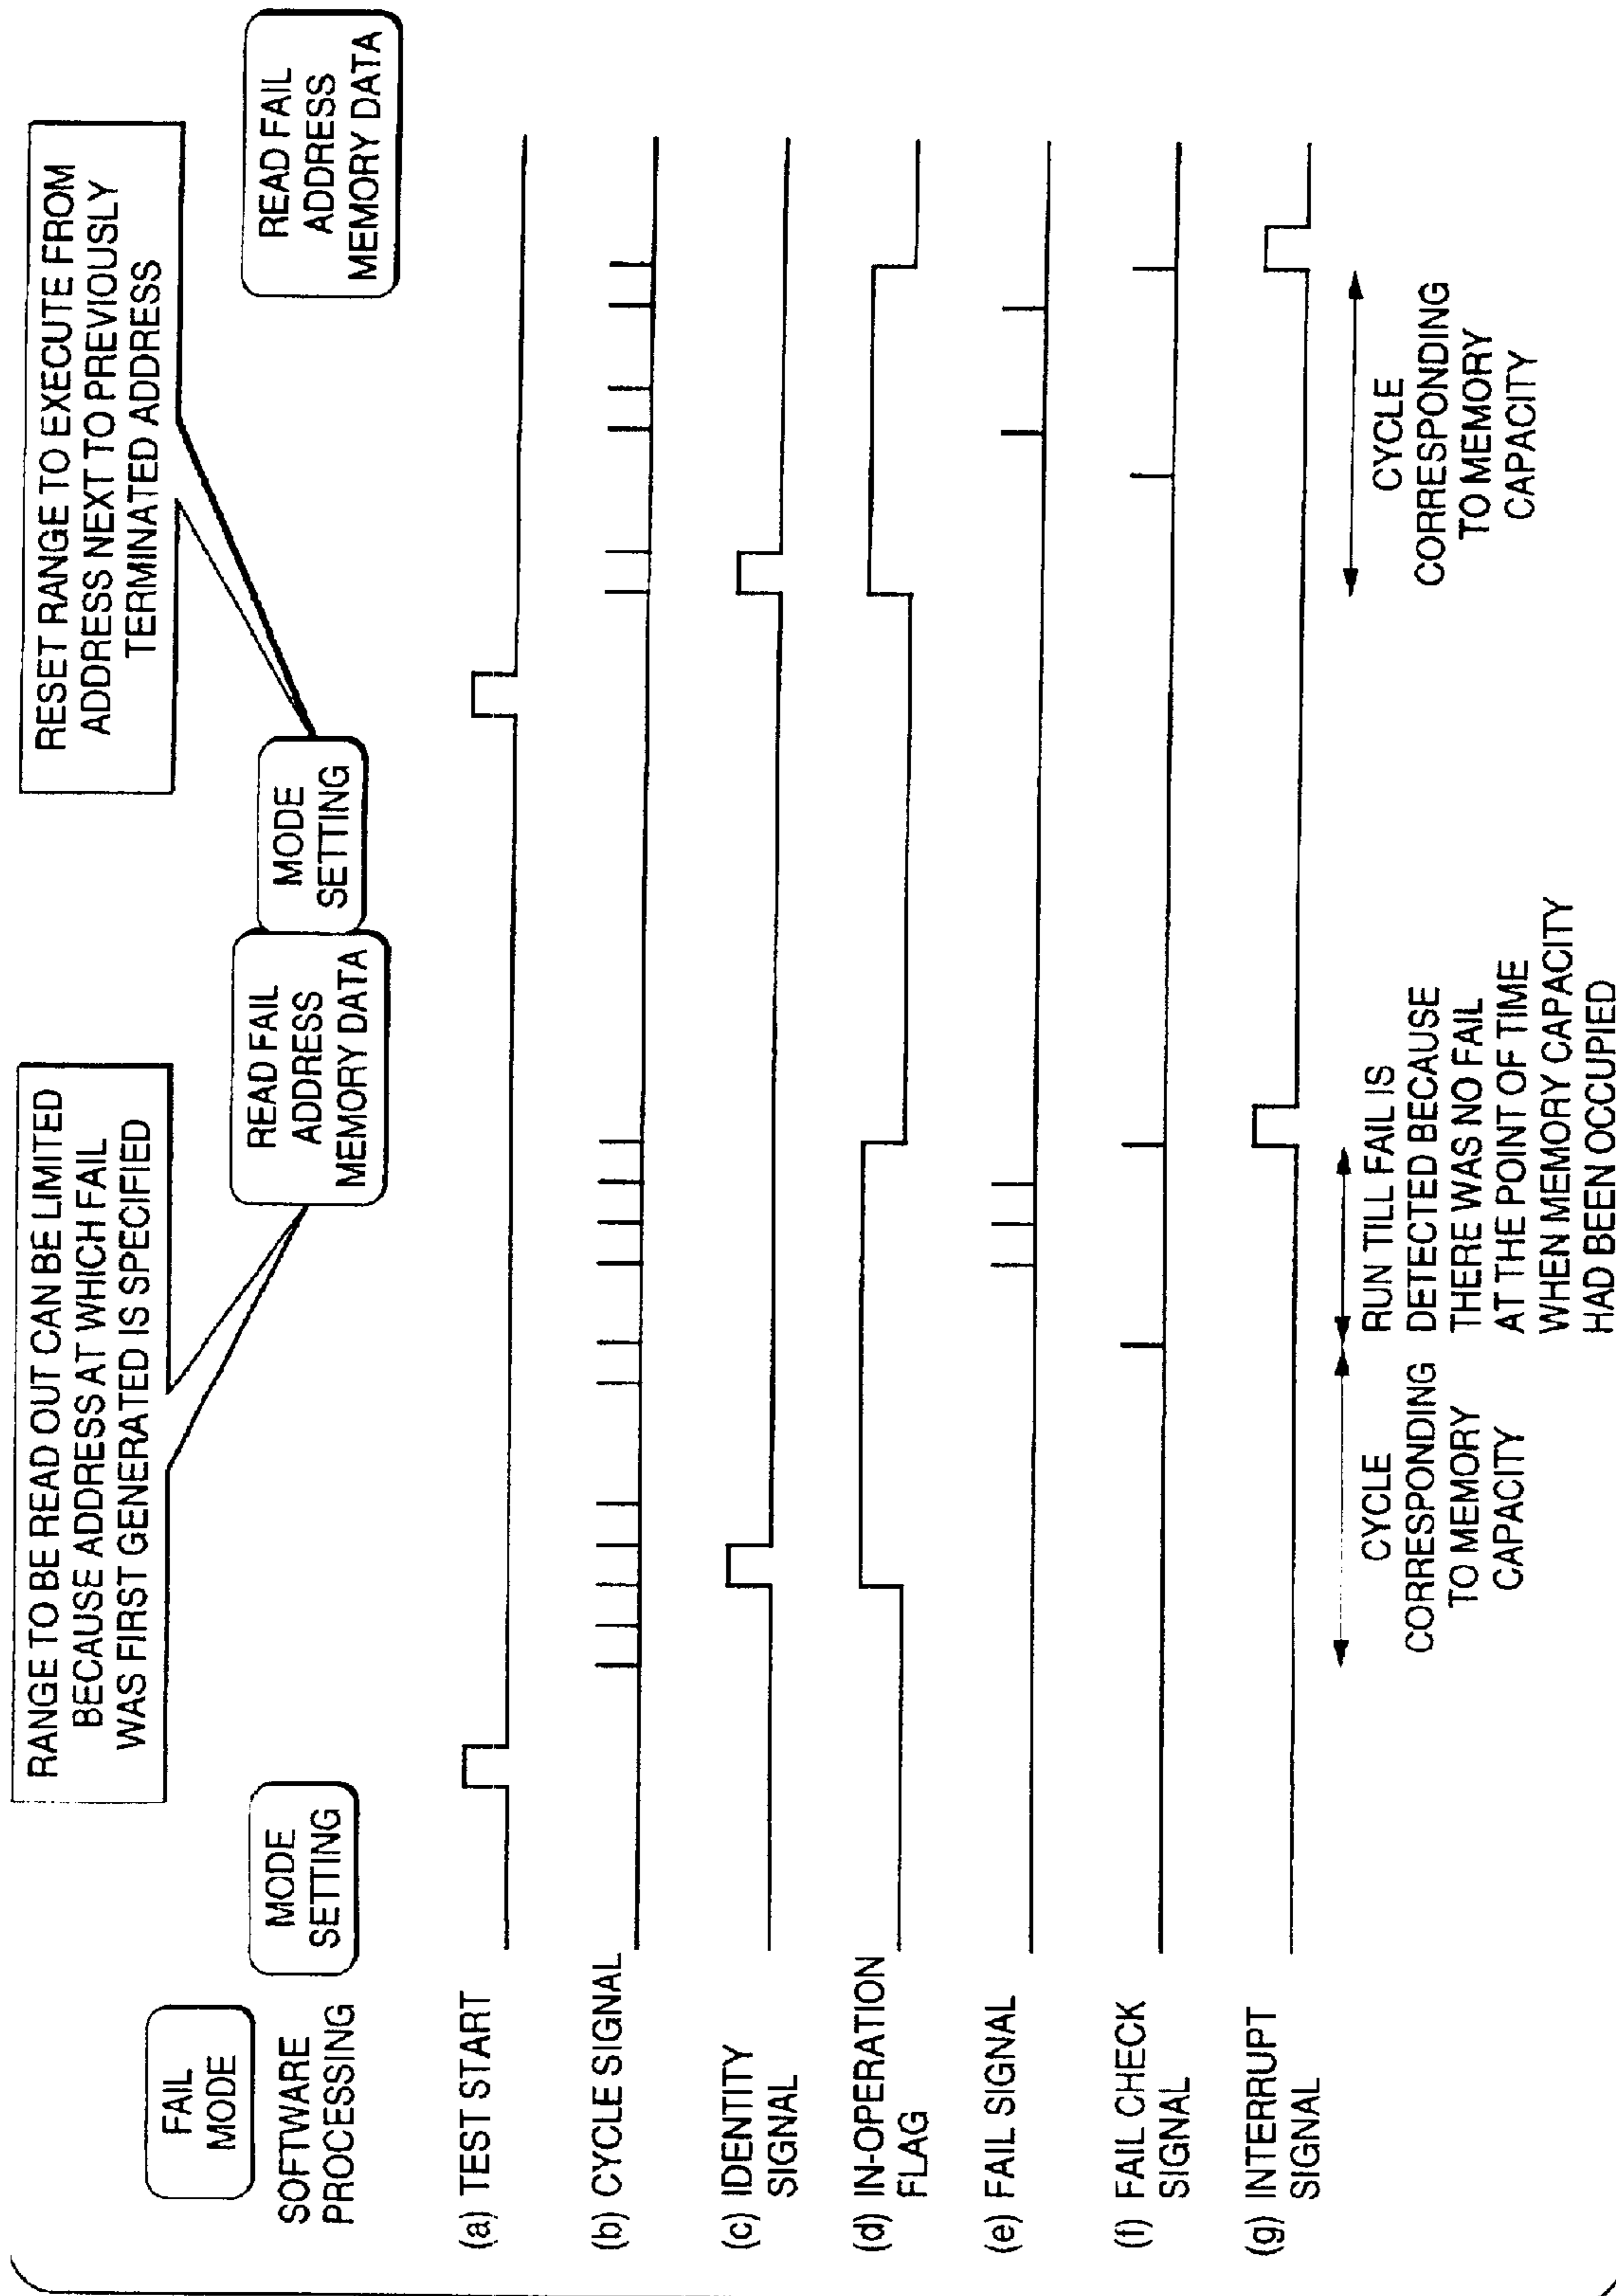 FAIL
MODE
SOFTWARE
PROCESSING
MODE
SETTING
RANGE TO BE READ OUT CAN BE LIMITED
BECAUSE ADDRESS AT WHICH FAIL
WAS FIRST GENERATED IS SPECIFIED
READ FAIL
ADDRESS
MEMORY DATA
MODE
SETTING
RESET RANGE TO EXECUTE FROM
ADDRESS NEXT TO PREVIOUSLY
TERMINATED ADDRESS
READ FAIL
ADDRESS
MEMORY DATA
(a) TEST START
(b) CYCLE SIGNAL
(c) IDENTITY
SIGNAL
(d) IN-OPERATION
FLAG
(e) FAIL SIGNAL
(f) FAIL CHECK
SIGNAL
(g) INTERRUPT
SIGNAL
CYCLE
CORRESPONDING
TO MEMORY
CAPACITY
RUN TILL FAIL IS
DETECTED BECAUSE
THERE WAS NO FAIL
AT THE POINT OF TIME
WHEN MEMORY CAPACITY
HAD BEEN OCCUPIED
CYCLE
CORRESPONDING
TO MEMORY
CAPACITY